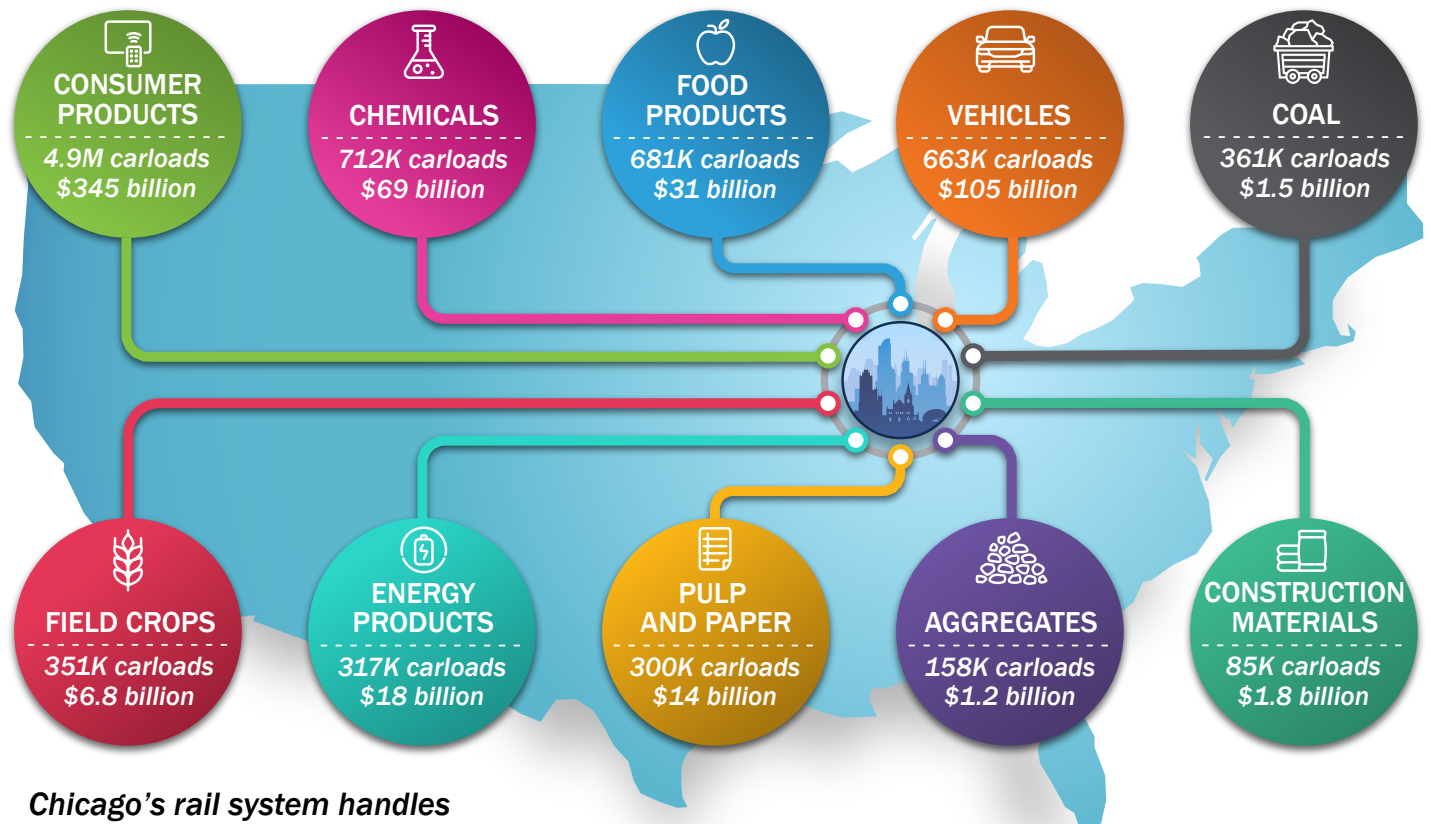 CONSUMER
PRODUCTS
4.9M carloads
$345 billion
CHEMICALS
712K carloads
$69 billion
FOOD
PRODUCTS
681K carloads
$31 billion
VEHICLES
663K carloads
$105 billion
COAL
361K carloads
$1.5 billion
FIELD CROPS
351K carloads
$6.8 billion
ENERGY
PRODUCTS
317K carloads
$18 billion
PULP
AND PAPER
300K carloads
$14 billion
AGGREGATES
158K carloads
$1.2 billion
CONSTRUCTION
MATERIALS
85K carloads
$1.8 billion
Chicago’s rail system handles